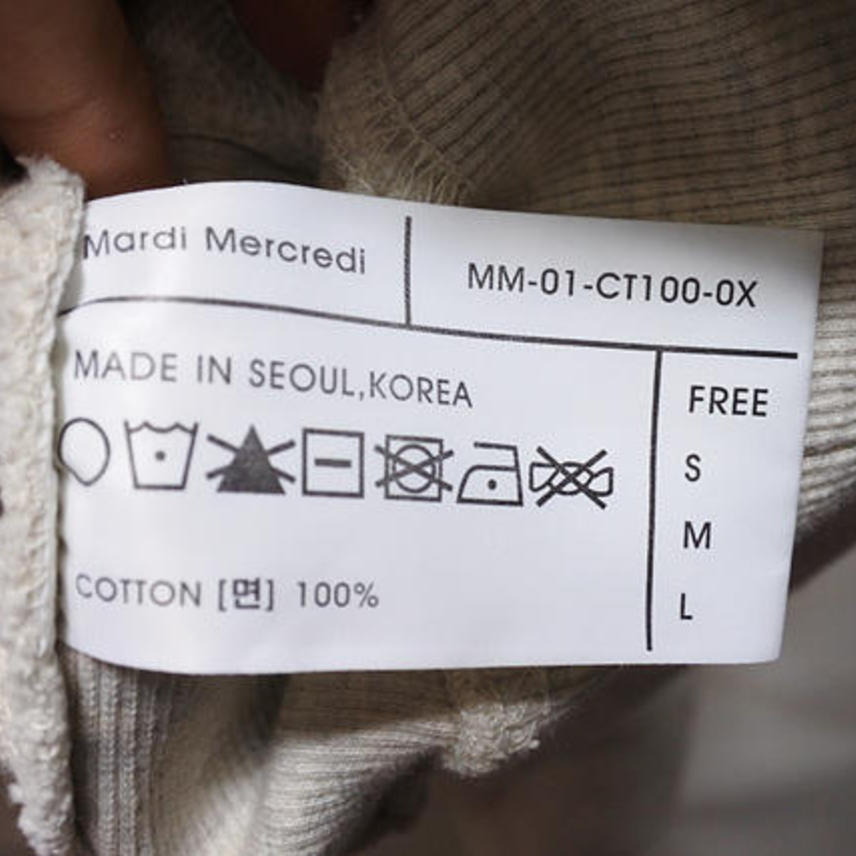 Mardi Mercredi
MM-01-CT100-0X
MADE IN SEOUL,KOREA
COTTON [면] 100%
FREE
S
M
L